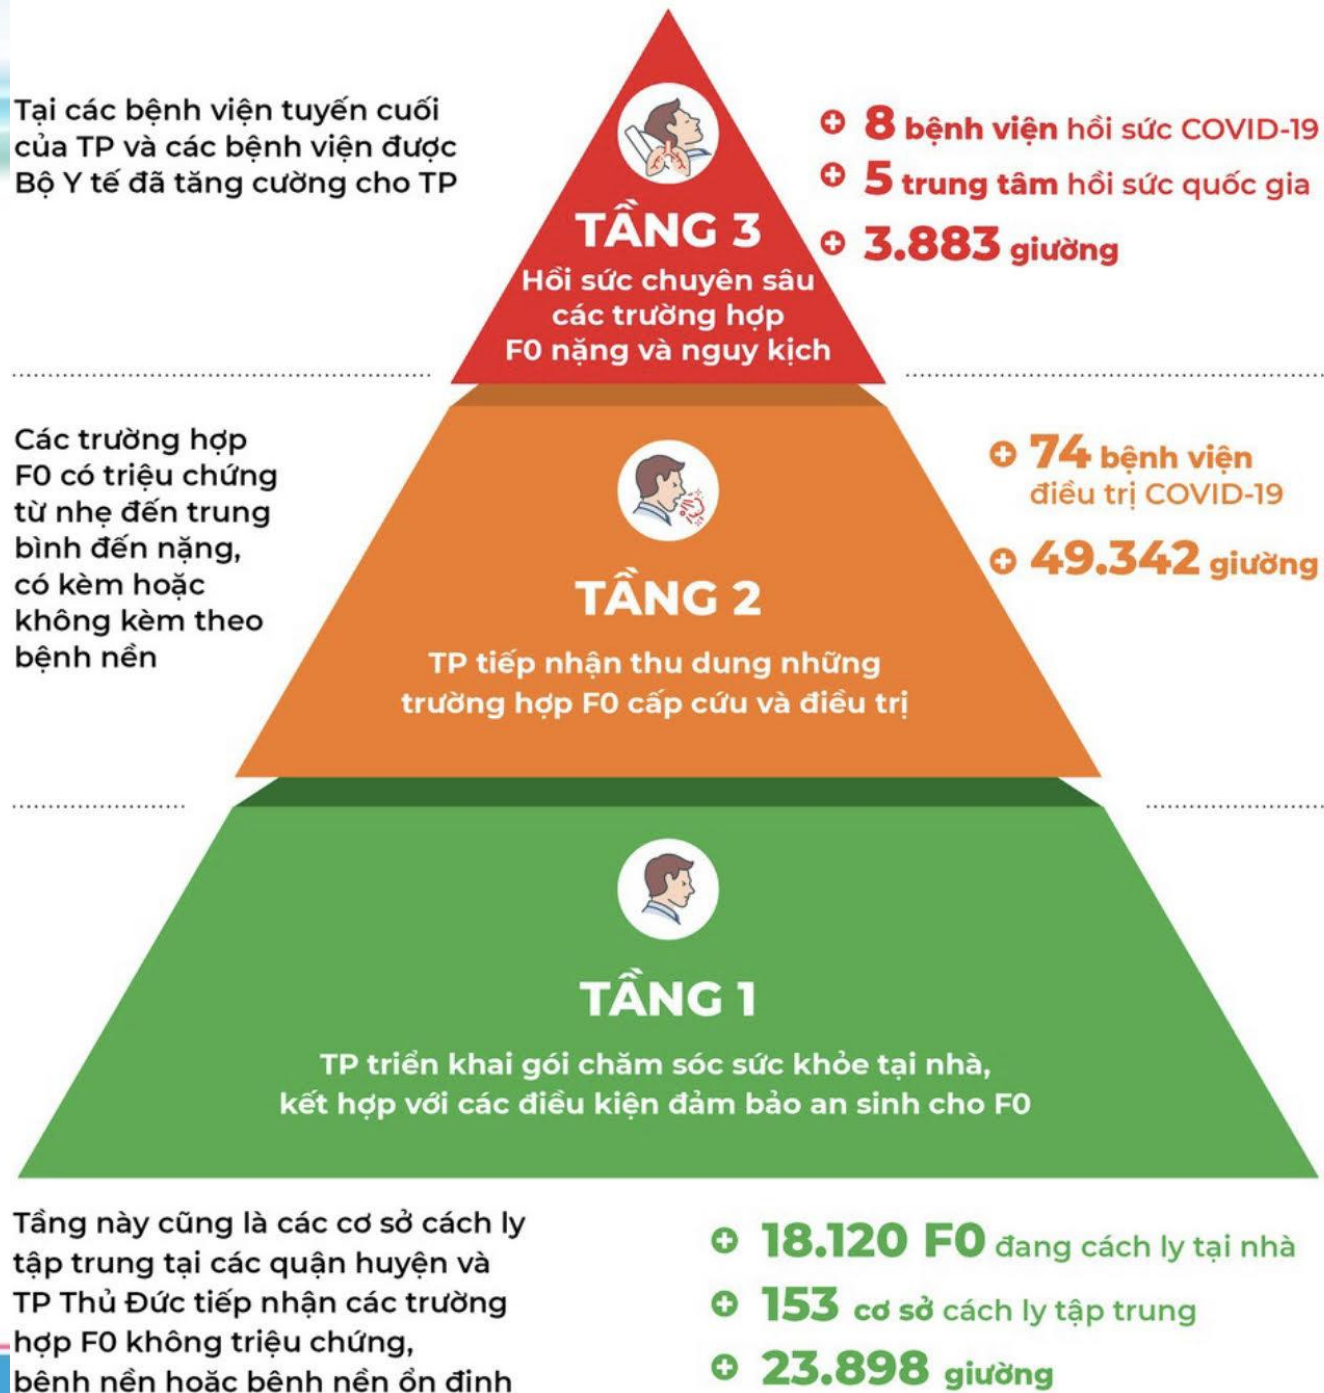 Tại các bệnh viện tuyến cuối
của TP và các bệnh viện được
Bộ Y tế đã tăng cường cho TP
TẦNG 3
Hồi sức chuyên sâu
các trường hợp
F0 nặng và nguy kịch
8 bệnh viện hồi sức COVID-19
5 trung tâm hồi sức quốc gia
3.883 giường
Các trường hợp
F0 có triệu chứng
từ nhẹ đến trung
bình đến nặng,
có kèm hoặc
không kèm theo
bệnh nền
TẦNG 2
TP tiếp nhận thu dung những
trường hợp F0 cấp cứu và điều trị
74 bệnh viện
điều trị COVID-19
49.342 giường
TẦNG 1
TP triển khai gói chăm sóc sức khỏe tại nhà,
kết hợp với các điều kiện đảm bảo an sinh cho F0
Tầng này cũng là các cơ sở cách ly
tập trung tại các quận huyện và
TP Thủ Đức tiếp nhận các trường
hợp F0 không triệu chứng,
bệnh nền hoặc bệnh nền ổn định
18.120 F0 đang cách ly tại nhà
153 cơ sở cách ly tập trung
23.898 giường